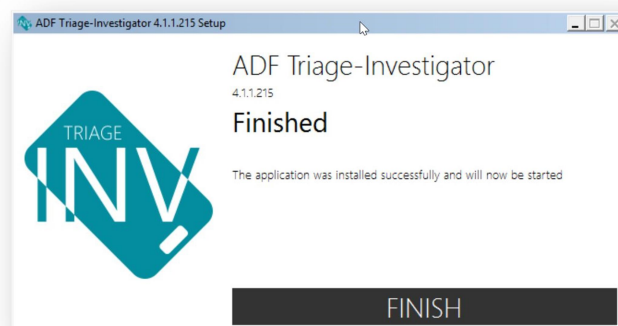 ADF Triage-Investigator 4.1.1.215 Setup
ADF Triage-Investigator
4.1.1.215
Finished
TRIAGE
INV
The application was installed successfully and will now be started
FINISH